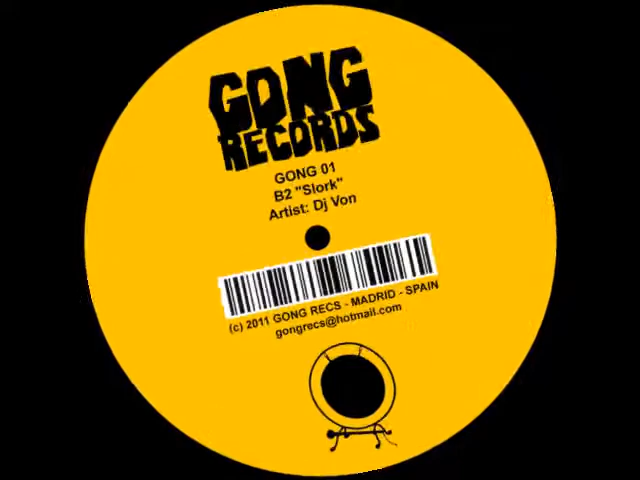 GONG
RECORDS
GONG 01
B2 "Slork"
Artist: Dj Von
(c) 2011 GONG RECS - MADRID - SPAIN
gongrecs@hotmail.com